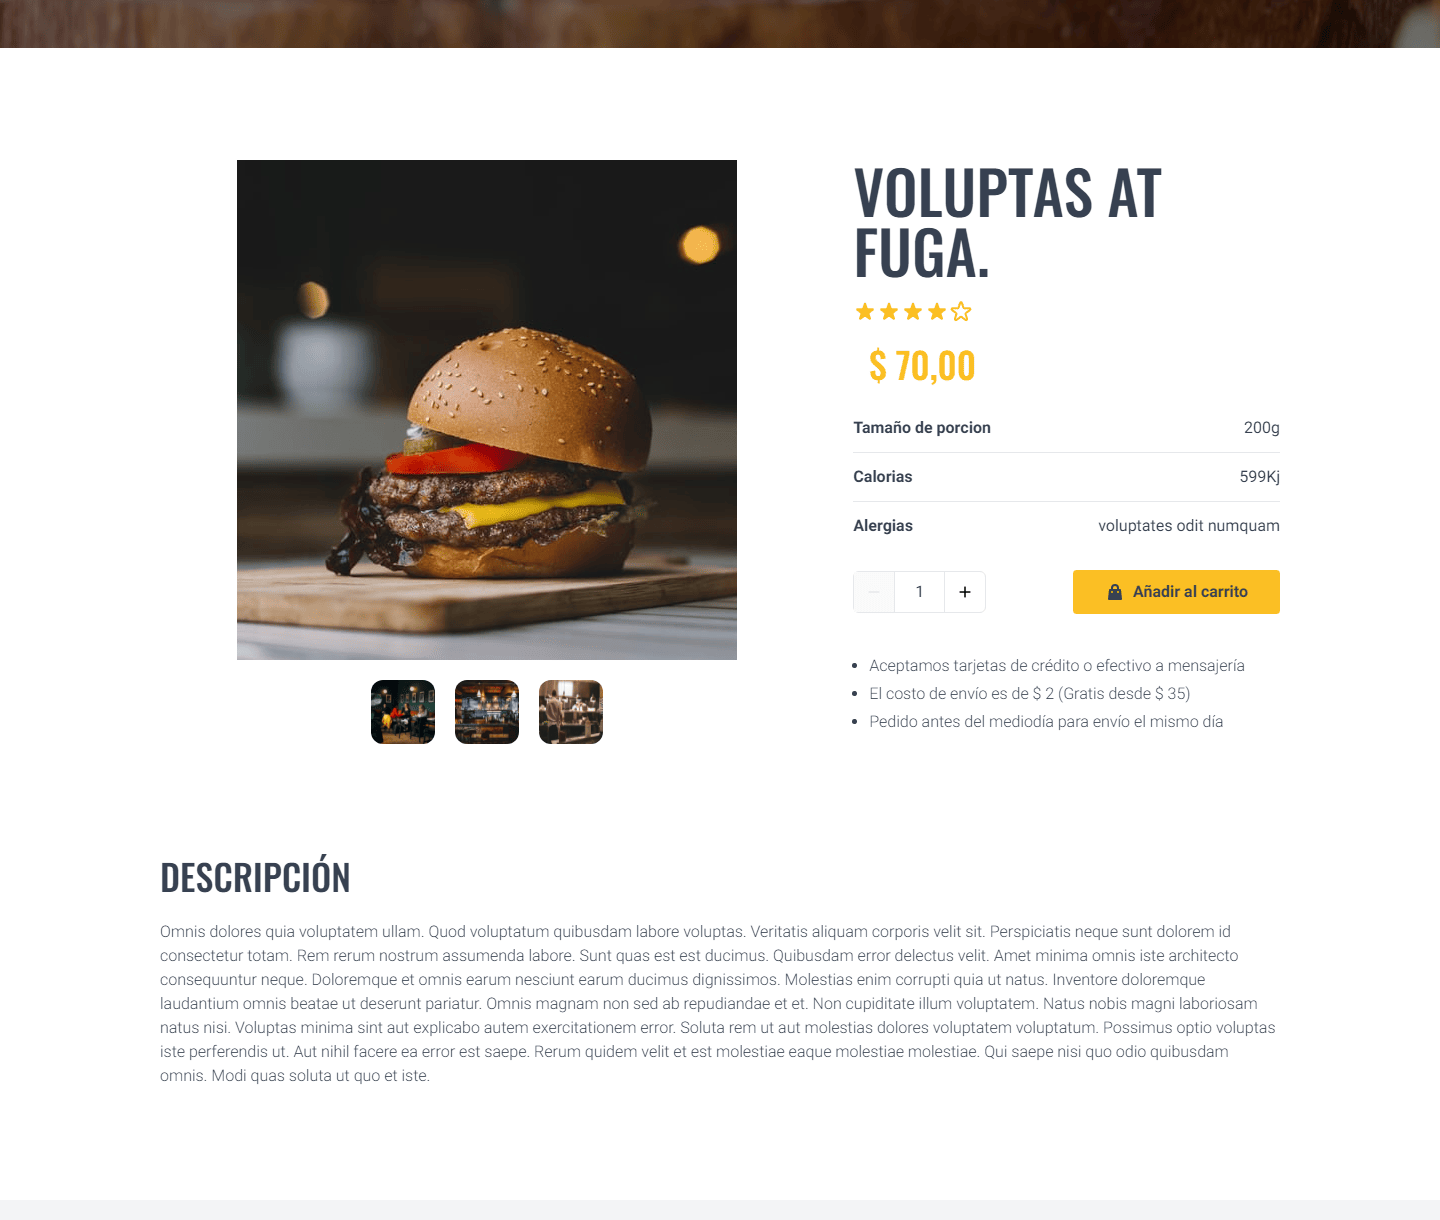 VOLUPTAS AT
FUGA.
$ 70,00
Tamaño de porcion 200g
Calorias 599Kj
Alergias voluptates odit numquam
1
Añadir al carrito
Aceptamos tarjetas de crédito o efectivo a mensajería
El costo de envío es de $ 2 (Gratis desde $ 35)
Pedido antes del mediodía para envío el mismo día
DESCRIPCIÓN
Omnis dolores quia voluptatem ullam. Quod voluptatum quibusdam labore voluptas. Veritatis aliquam corporis velit sit. Perspiciatis neque sunt dolorem id
consectetur totam. Rem rerum nostrum assumenda labore. Sunt quas est est ducimus. Quibusdam error delectus velit. Amet minima omnis iste architecto
consequuntur neque. Doloremque et omnis earum nesciunt earum ducimus dignissimos. Molestias enim corrupti quia ut natus. Inventore doloremque
laudantium omnis beatae ut deserunt pariatur. Omnis magnam non sed ab repudiandae et et. Non cupiditate illum voluptatem. Natus nobis magni laboriosam
natus nisi. Voluptas minima sint aut explicabo autem exercitationem error. Soluta rem ut aut molestias dolores voluptatem voluptatum. Possimus optio voluptas
iste perferendis ut. Aut nihil facere ea error est saepe. Rerum quidem velit et est molestiae eaque molestiae molestiae. Qui saepe nisi quo odio quibusdam
omnis. Modi quas soluta ut quo et iste.